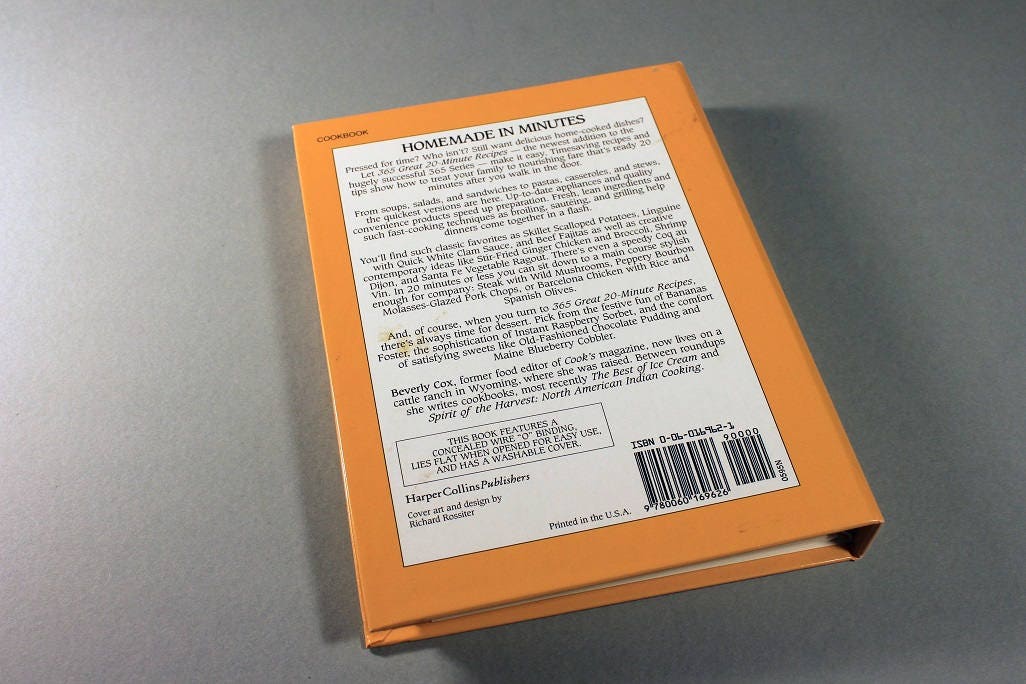 COOKBOOK
HOMEMADE IN MINUTES
Pressed for time? Who isn't? Still want delicious home-cooked dishes?
Let 365 Great 20-Minute Recipes — the newest addition to the
hugely successful 365 Series — make it easy. Timesaving recipes and
tips show how to treat your family to nourishing fare that's ready 20
minutes after you walk in the door.
From soups, salads, and sandwiches to pastas, casseroles, and stews,
the quickest versions are here. Up-to-date appliances and quality
convenience products speed up preparation. Fresh, lean ingredients and
such fast-cooking techniques as broiling, sautéing, and grilling help
dinners come together in a flash.
You'll find such classic favorites as Skillet Scalloped Potatoes, Linguine
with Quick White Clam Sauce, and Beef Fajitas as well as creative
contemporary ideas like Stir-Fried Ginger Chicken and Broccoli, Shrimp
Dijon, and Santa Fe Vegetable Ragout. There's even a speedy Coq au
Vin. In 20 minutes or less you can sit down to a main course stylish
enough for company: Steak with Wild Mushrooms, Peppery Bourbon
Molasses-Glazed Pork Chops, or Barcelona Chicken with Rice and
Spanish Olives.
And, of course, when you turn to 365 Great 20-Minute Recipes,
there's always time for dessert. Pick from the festive fun of Bananas
Foster, the sophistication of Instant Raspberry Sorbet, and the comfort
of satisfying sweets like Old-Fashioned Chocolate Pudding and
Maine Blueberry Cobbler.
Beverly Cox, former food editor of Cook's magazine, now lives on a
cattle ranch in Wyoming, where she was raised. Between roundups
she writes cookbooks, most recently The Best of Ice Cream and
Spirit of the Harvest: North American Indian Cooking.
THIS BOOK FEATURES A
CONCEALED WIRE "O" BINDING,
LIES FLAT WHEN OPENED FOR EASY USE,
AND HAS A WASHABLE COVER.
HarperCollinsPublishers
Cover art and design by
Richard Rossiter
Printed in the U.S.A.
ISBN 0-06-016962-1
90000
9 780060 169626
0595N